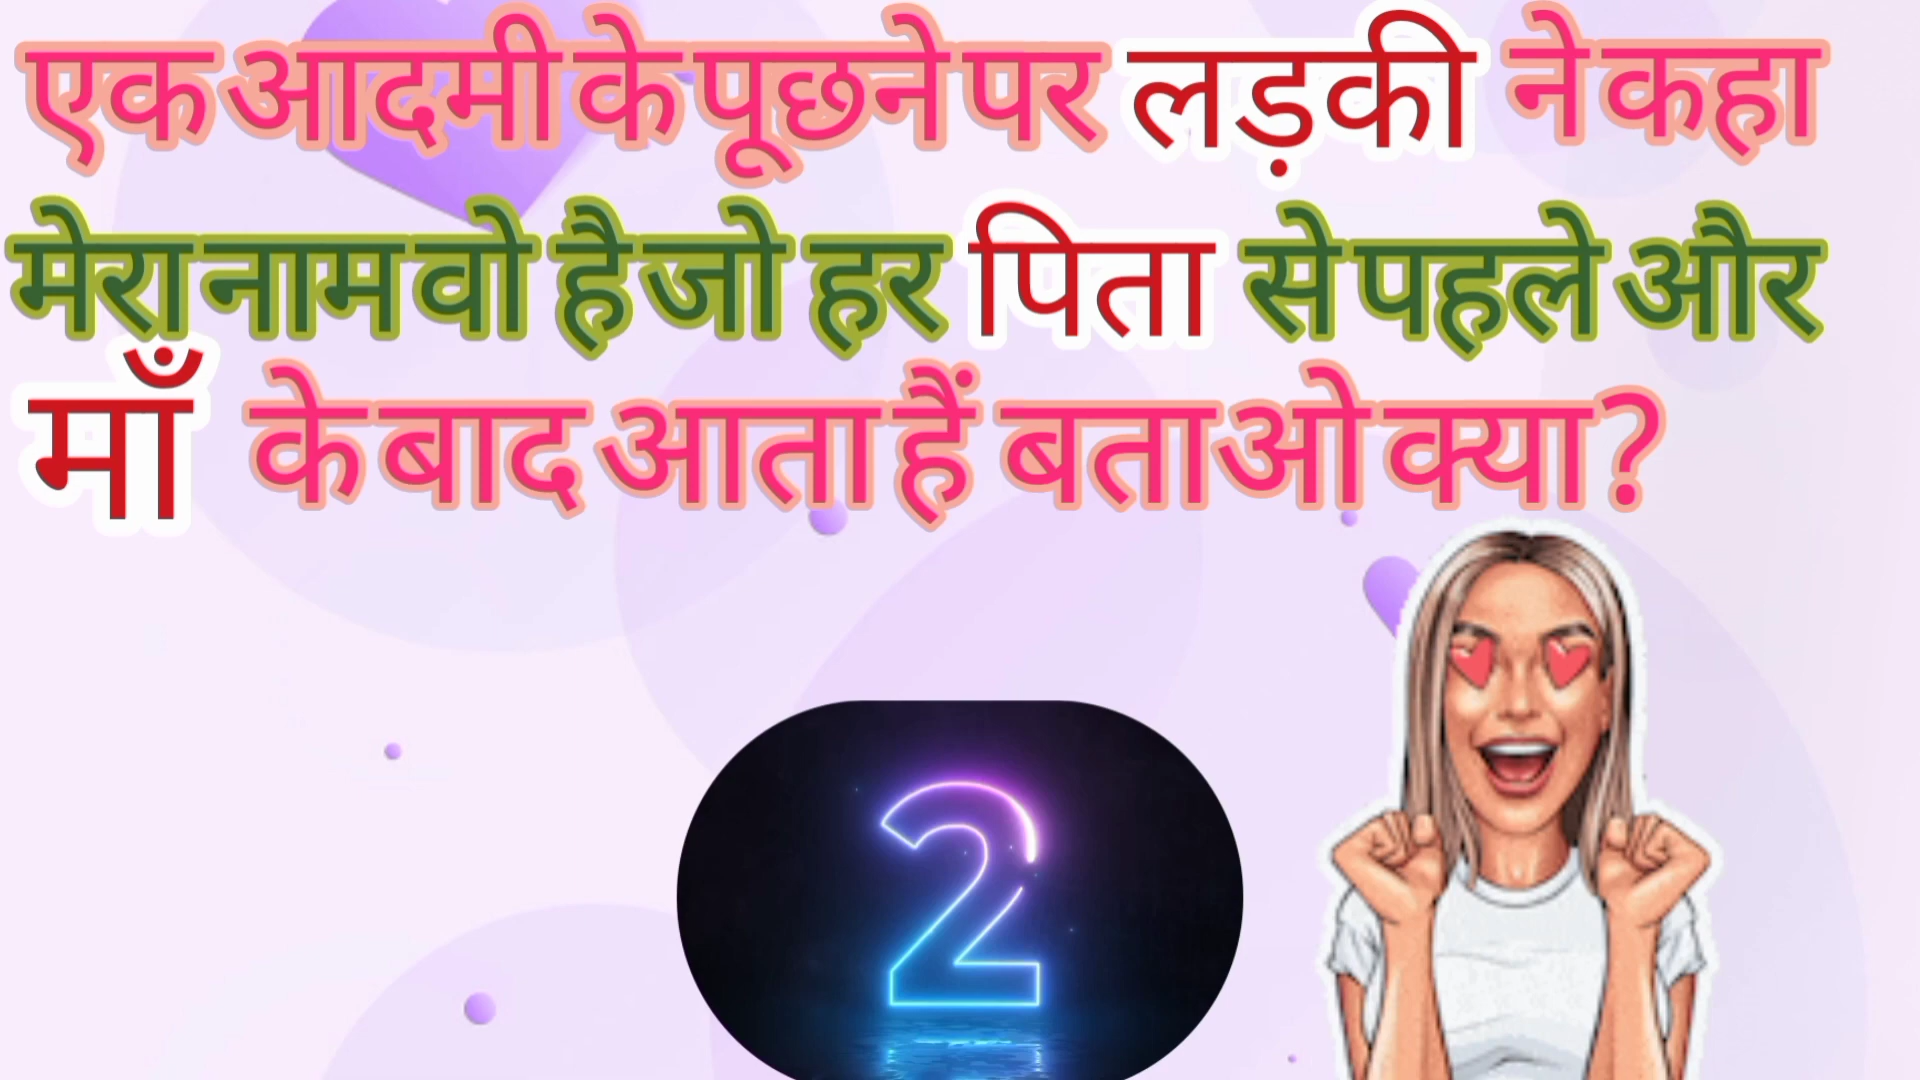 एक आदमी के पूछने पर लड़की ने कहा
मेरा नाम वो है जो हर पिता से पहले और
माँ के बाद आता हैं बताओ क्या?
2